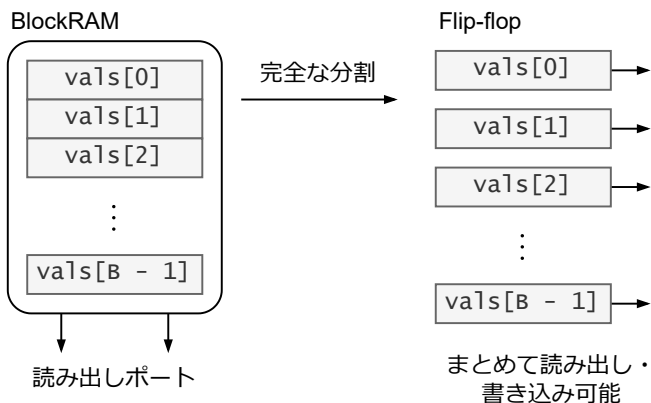 BlockRAM
vals[0]
vals[1]
vals[2]
⋮
vals[B - 1]
読み出しポート
完全な分割
Flip-flop
vals[0]
vals[1]
vals[2]
⋮
vals[B - 1]
まとめて読み出し・
書き込み可能